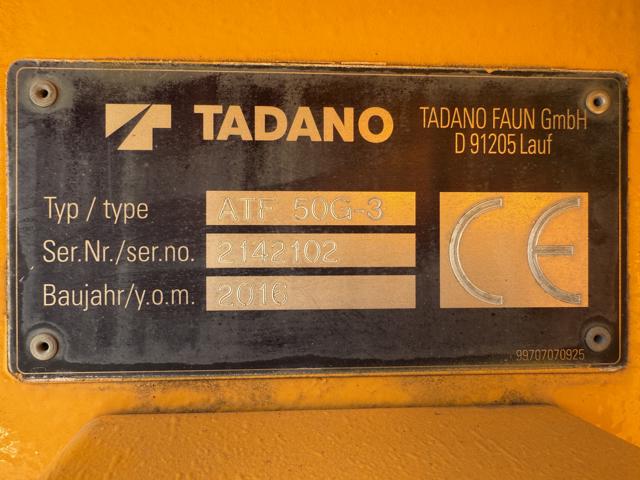 TADANO
TADANO FAUN GmbH
D 91205 Lauf
Typ / type ATF 50G-3
Ser.Nr./ser.no. 2142102
Baujahr/y.o.m. 2016
CE
99707070925